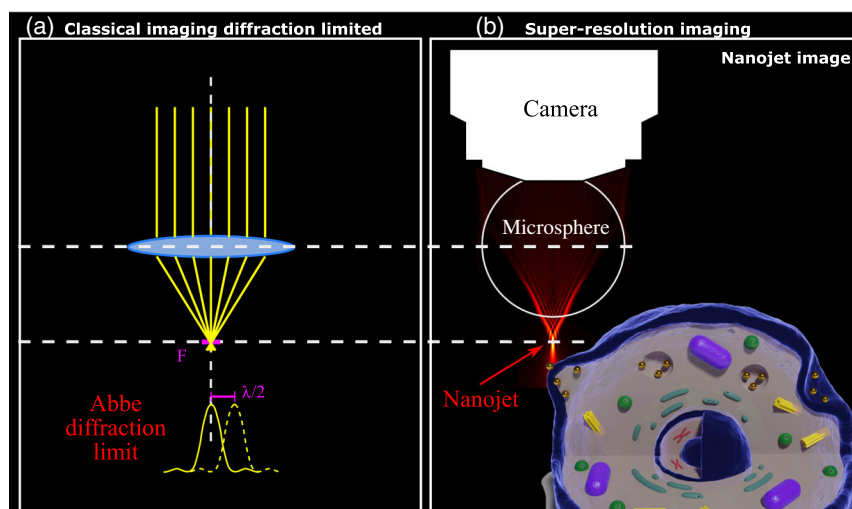 (a) Classical imaging diffraction limited
F
λ/2
Abbe
diffraction
limit
(b) Super-resolution imaging
Nanojet image
Camera
Microsphere
Nanojet